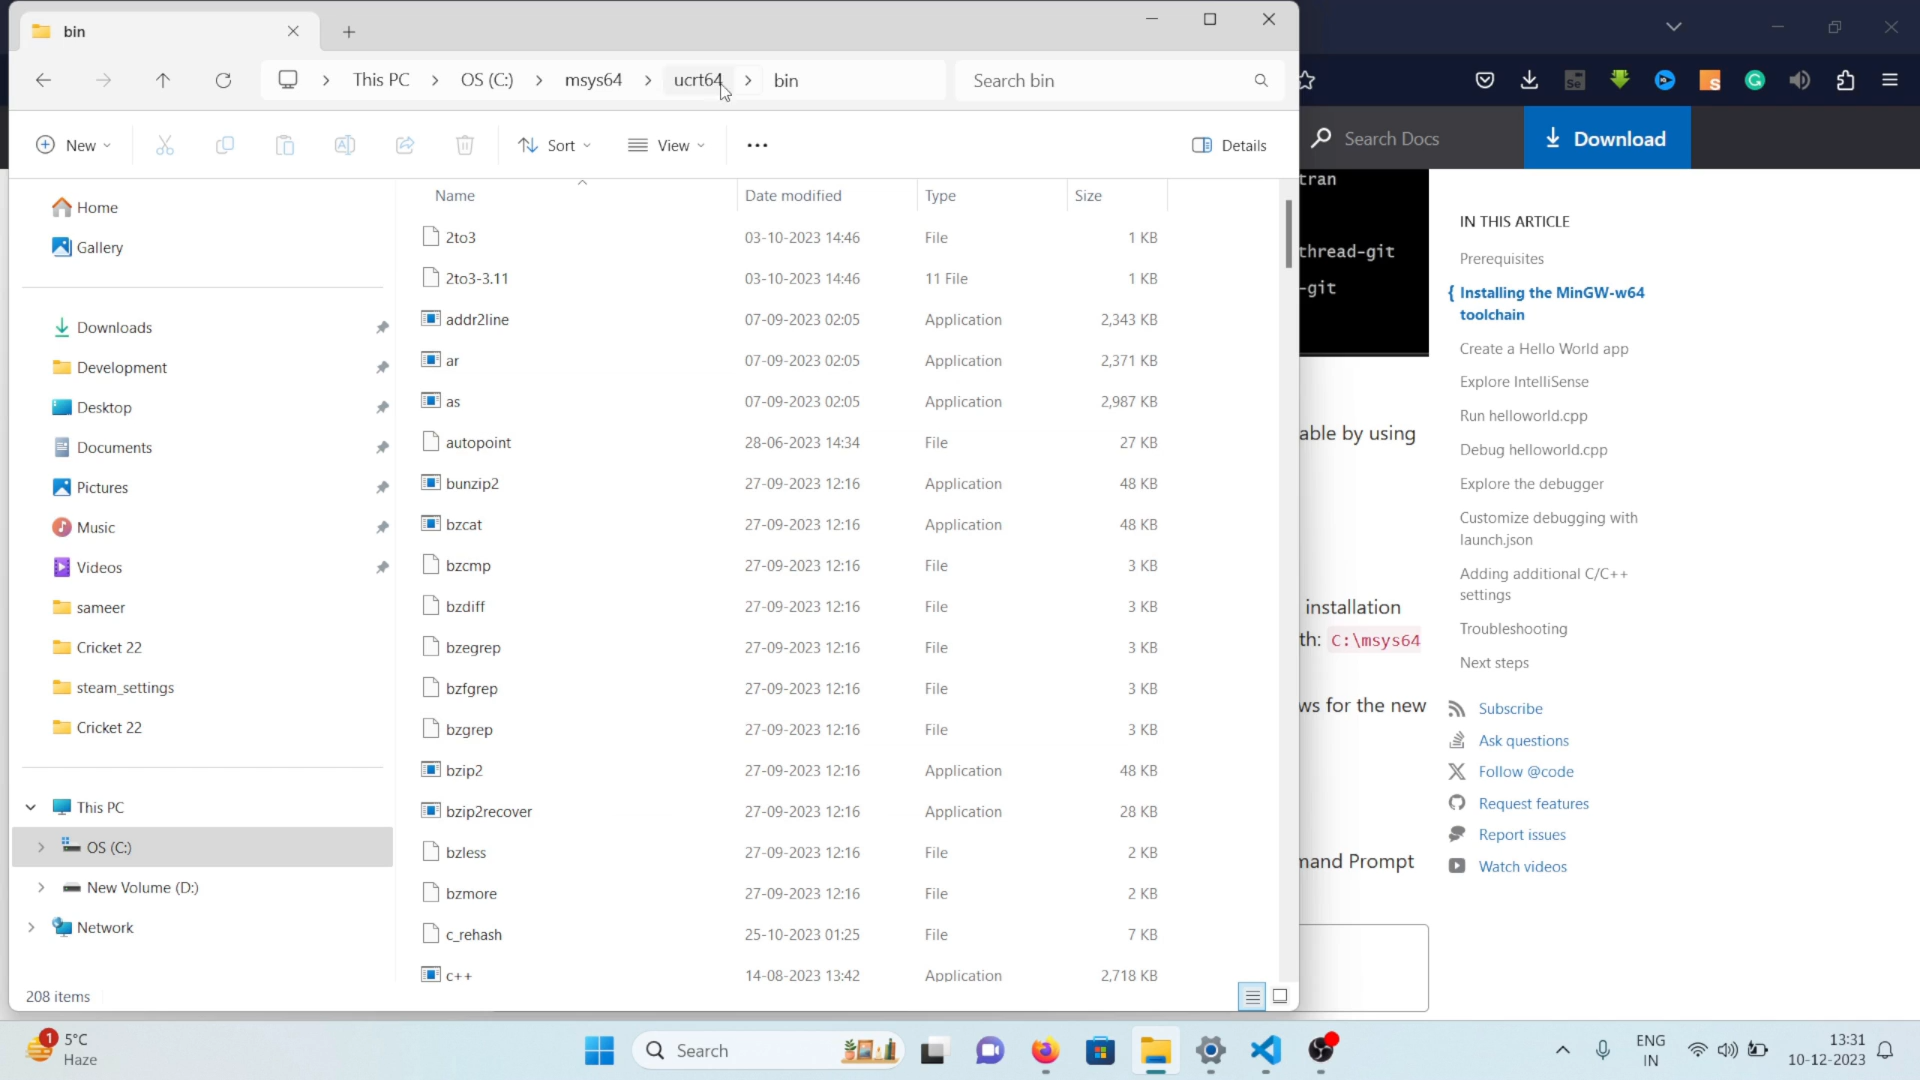 bin
This PC > OS (C:) > msys64 > ucrt64 > bin
Search bin
New
Sort
View
Details
Search Docs
Download
Home
Gallery
Downloads
Development
Desktop
Documents
Pictures
Music
Videos
sameer
Cricket 22
steam_settings
Cricket 22
This PC
OS (C:)
New Volume (D:)
Network
208 items
Name Date modified Type Size
2to3 03-10-2023 14:46 File 1 KB
2to3-3.11 03-10-2023 14:46 11 File 1 KB
addr2line 07-09-2023 02:05 Application 2,343 KB
ar 07-09-2023 02:05 Application 2,371 KB
as 07-09-2023 02:05 Application 2,987 KB
autopoint 28-06-2023 14:34 File 27 KB
bunzip2 27-09-2023 12:16 Application 48 KB
bzcat 27-09-2023 12:16 Application 48 KB
bzcmp 27-09-2023 12:16 File 3 KB
bzdiff 27-09-2023 12:16 File 3 KB
bzegrep 27-09-2023 12:16 File 3 KB
bzfgrep 27-09-2023 12:16 File 3 KB
bzgrep 27-09-2023 12:16 File 3 KB
bzip2 27-09-2023 12:16 Application 48 KB
bzip2recover 27-09-2023 12:16 Application 28 KB
bzless 27-09-2023 12:16 File 2 KB
bzmore 27-09-2023 12:16 File 2 KB
c_rehash 25-10-2023 01:25 File 7 KB
c++ 14-08-2023 13:42 Application 2,718 KB
tran
thread-git
-git
able by using
installation
th: C:\msys64
ws for the new
mand Prompt
IN THIS ARTICLE
Prerequisites
{ Installing the MinGW-w64
toolchain
Create a Hello World app
Explore IntelliSense
Run helloworld.cpp
Debug helloworld.cpp
Explore the debugger
Customize debugging with
launch.json
Adding additional C/C++
settings
Troubleshooting
Next steps
Subscribe
Ask questions
Follow @code
Request features
Report issues
Watch videos
1
5°C
Haze
Search
ENG
IN
13:31
10-12-2023